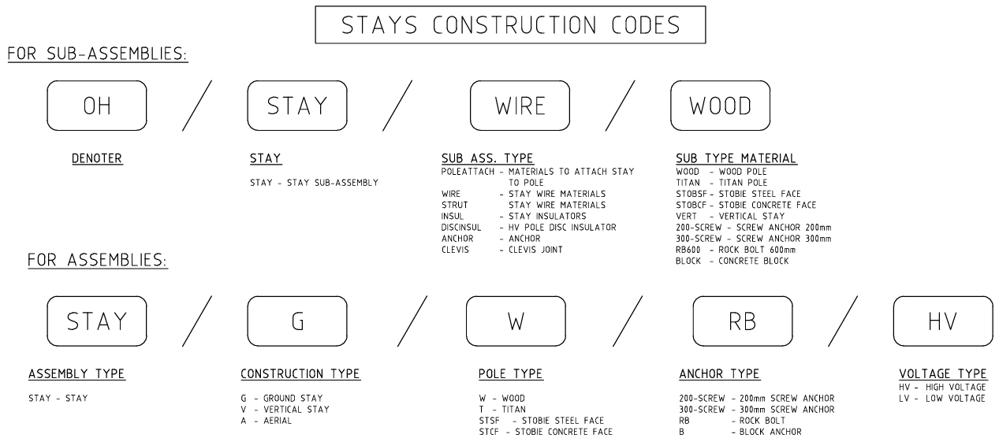 STAYS CONSTRUCTION CODES
FOR SUB-ASSEMBLIES:
OH / STAY / WIRE / WOOD
DENOTER
STAY
STAY - STAY SUB-ASSEMBLY
SUB ASS. TYPE
POLEATTACH - MATERIALS TO ATTACH STAY
TO POLE
WIRE - STAY WIRE MATERIALS
STRUT STAY WIRE MATERIALS
INSUL - STAY INSULATORS
DISCINSUL - HV POLE DISC INSULATOR
ANCHOR - ANCHOR
CLEVIS - CLEVIS JOINT
SUB TYPE MATERIAL
WOOD - WOOD POLE
TITAN - TITAN POLE
STOBSF - STOBIE STEEL FACE
STOBCF - STOBIE CONCRETE FACE
VERT - VERTICAL STAY
200-SCREW - SCREW ANCHOR 200mm
300-SCREW - SCREW ANCHOR 300mm
RB600 - ROCK BOLT 600mm
BLOCK - CONCRETE BLOCK
FOR ASSEMBLIES:
STAY / G / W / RB / HV
ASSEMBLY TYPE
STAY - STAY
CONSTRUCTION TYPE
G - GROUND STAY
V - VERTICAL STAY
A - AERIAL
POLE TYPE
W - WOOD
T - TITAN
STSF - STOBIE STEEL FACE
STCF - STOBIE CONCRETE FACE
ANCHOR TYPE
200-SCREW - 200mm SCREW ANCHOR
300-SCREW - 300mm SCREW ANCHOR
RB - ROCK BOLT
B - BLOCK ANCHOR
VOLTAGE TYPE
HV - HIGH VOLTAGE
LV - LOW VOLTAGE